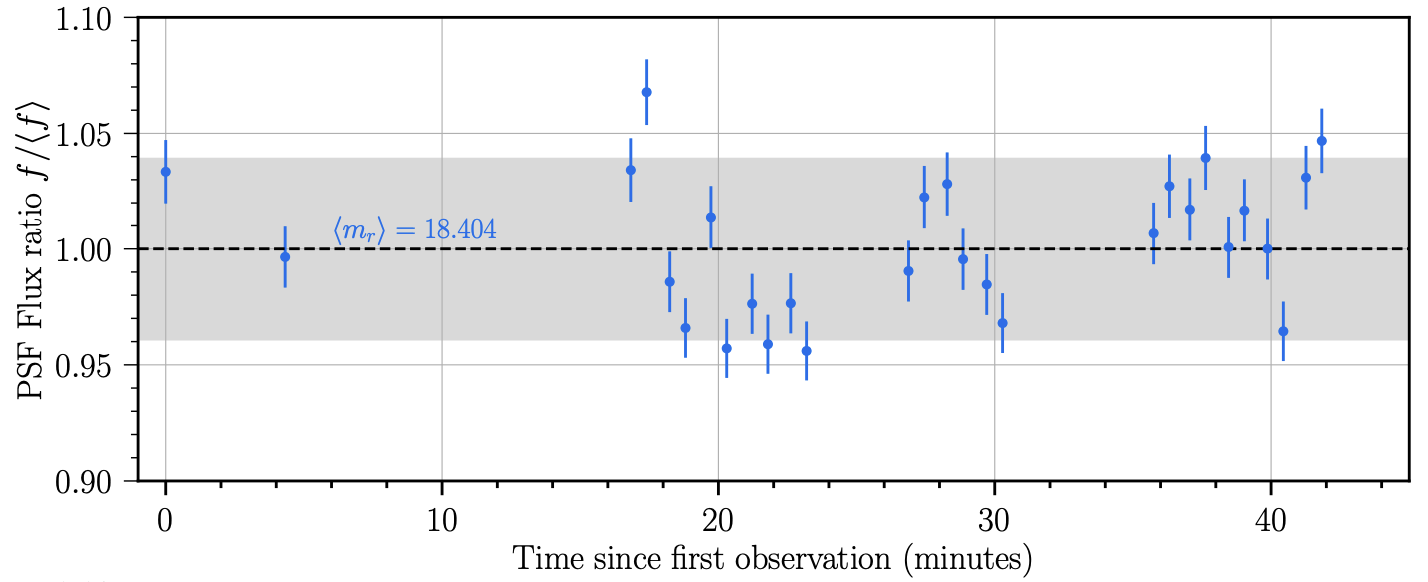 1.10
1.05
1.00
0.95
0.90
PSF Flux ratio f/⟨f⟩
⟨mᵣ⟩ = 18.404
0 10 20 30 40
Time since first observation (minutes)